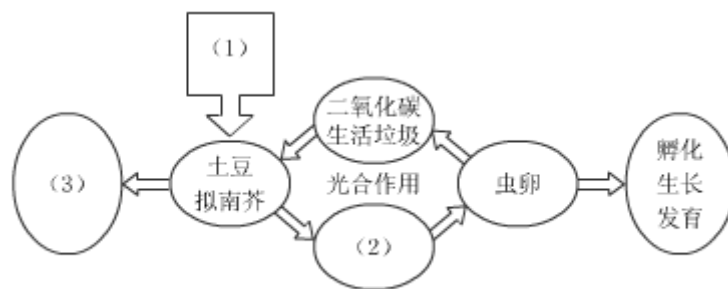 (1)
二氧化碳
生活垃圾
土豆
拟南芥
(3)
光合作用
虫卵
孵化
生长
发育
(2)